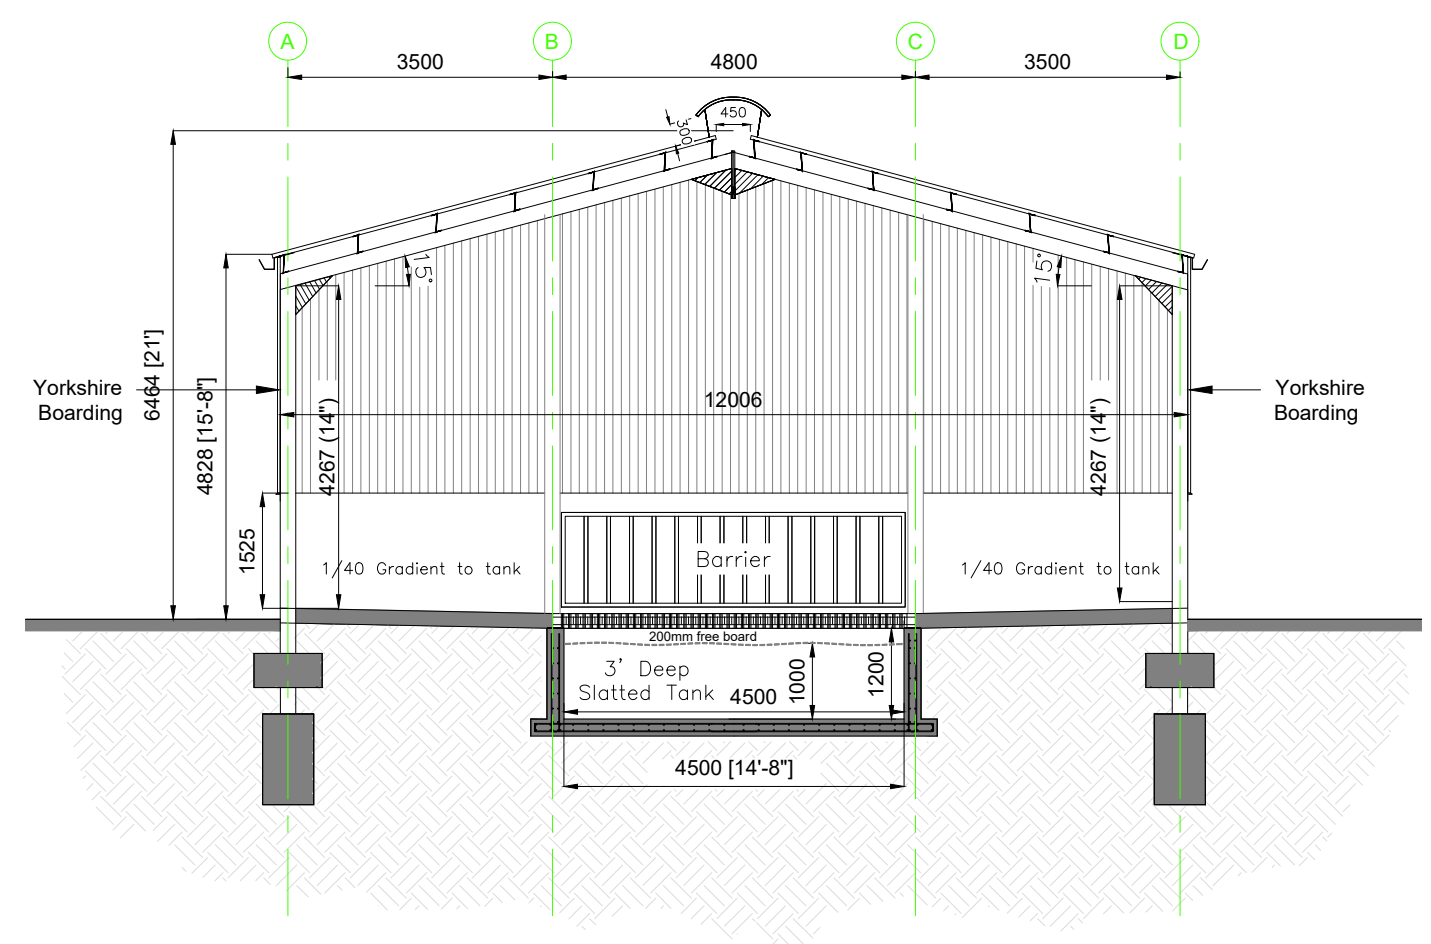 A
B
C
D
3500
4800
3500
450
300
15°
15°
6464 [21']
4828 [15'-8"]
Yorkshire
Boarding
4267 (14")
12006
4267 (14")
Yorkshire
Boarding
1525
Barrier
1/40 Gradient to tank
1/40 Gradient to tank
200mm free board
3' Deep
Slatted Tank
4500
1000
1200
4500 [14'-8"]